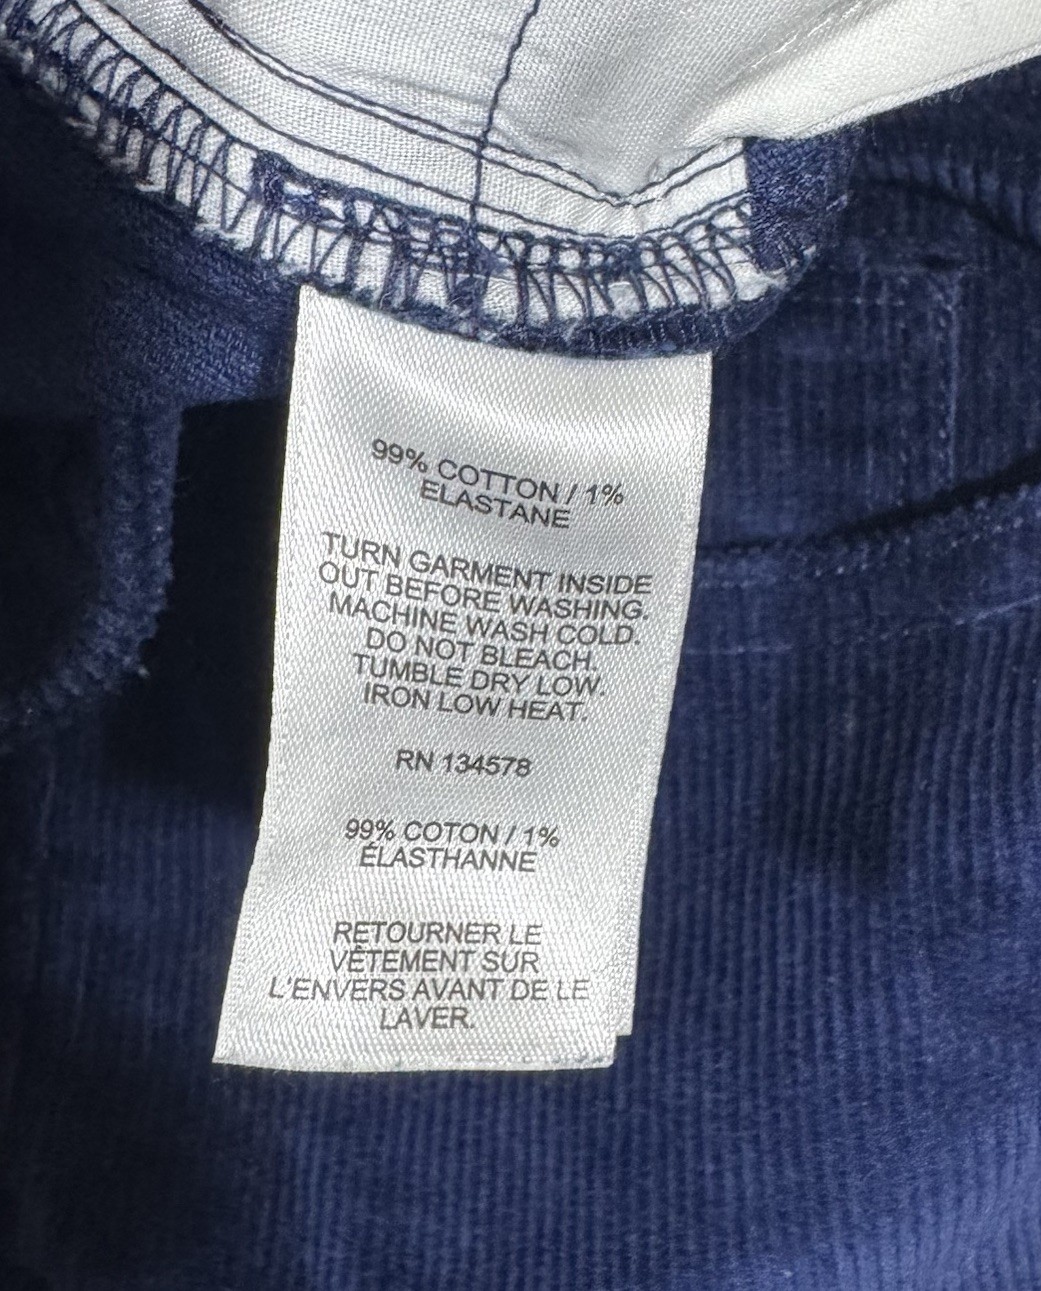 99% COTTON / 1%
ELASTANE
TURN GARMENT INSIDE
OUT BEFORE WASHING.
MACHINE WASH COLD.
DO NOT BLEACH.
TUMBLE DRY LOW.
IRON LOW HEAT.
RN 134578
99% COTON / 1%
ÉLASTHANNE
RETOURNER LE
VÊTEMENT SUR
L'ENVERS AVANT DE LE
LAVER.